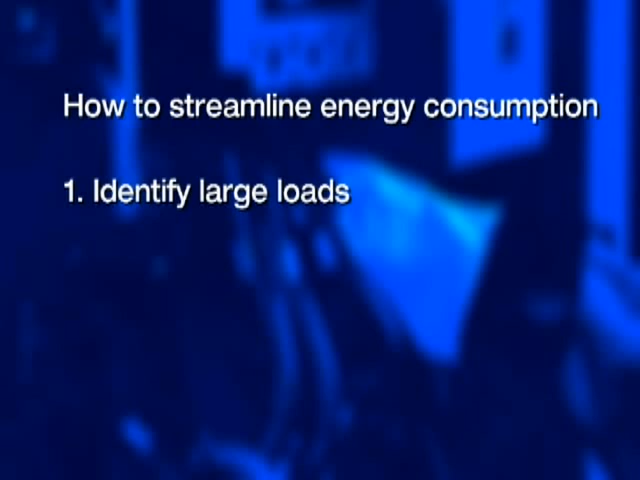 How to streamline energy consumption
1. Identify large loads